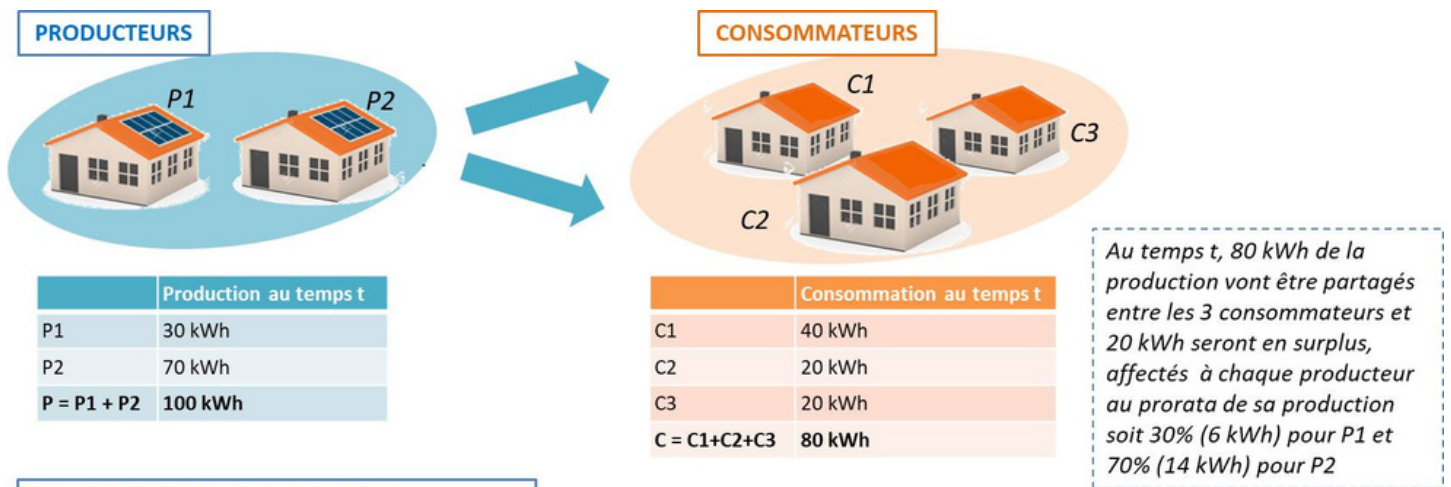 PRODUCTEURS
P1
P2
CONSOMMATEURS
C1
C3
C2
Production au temps t
P1 30 kWh
P2 70 kWh
P = P1 + P2 100 kWh
Consommation au temps t
C1 40 kWh
C2 20 kWh
C3 20 kWh
C = C1+C2+C3 80 kWh
Au temps t, 80 kWh de la
production vont être partagés
entre les 3 consommateurs et
20 kWh seront en surplus,
affectés à chaque producteur
au prorata de sa production
soit 30% (6 kWh) pour P1 et
70% (14 kWh) pour P2